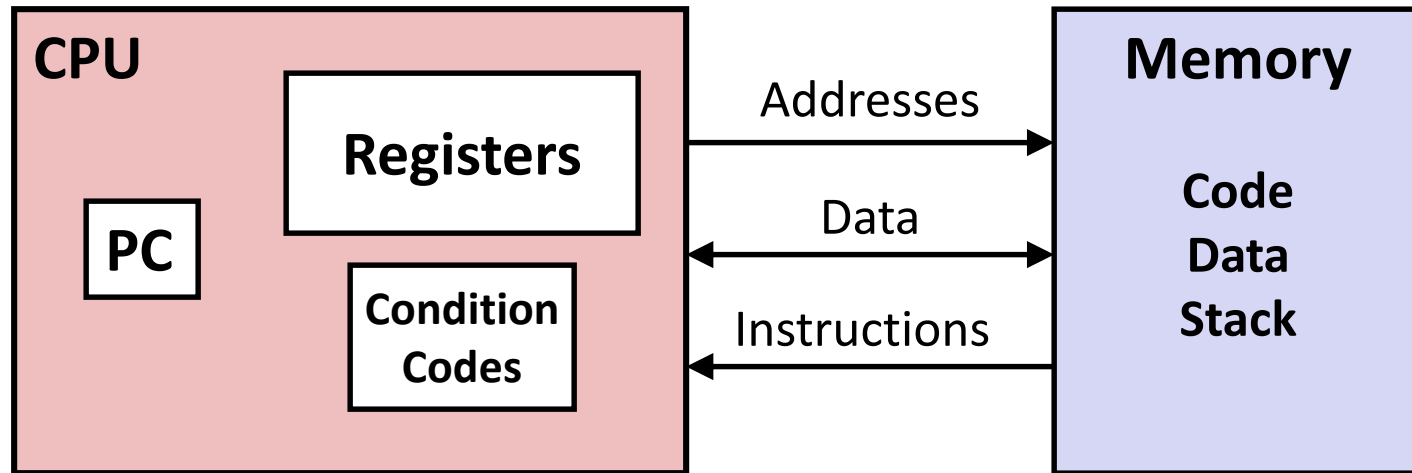 CPU
Registers
PC
Condition
Codes
Addresses
Data
Instructions
Memory
Code
Data
Stack